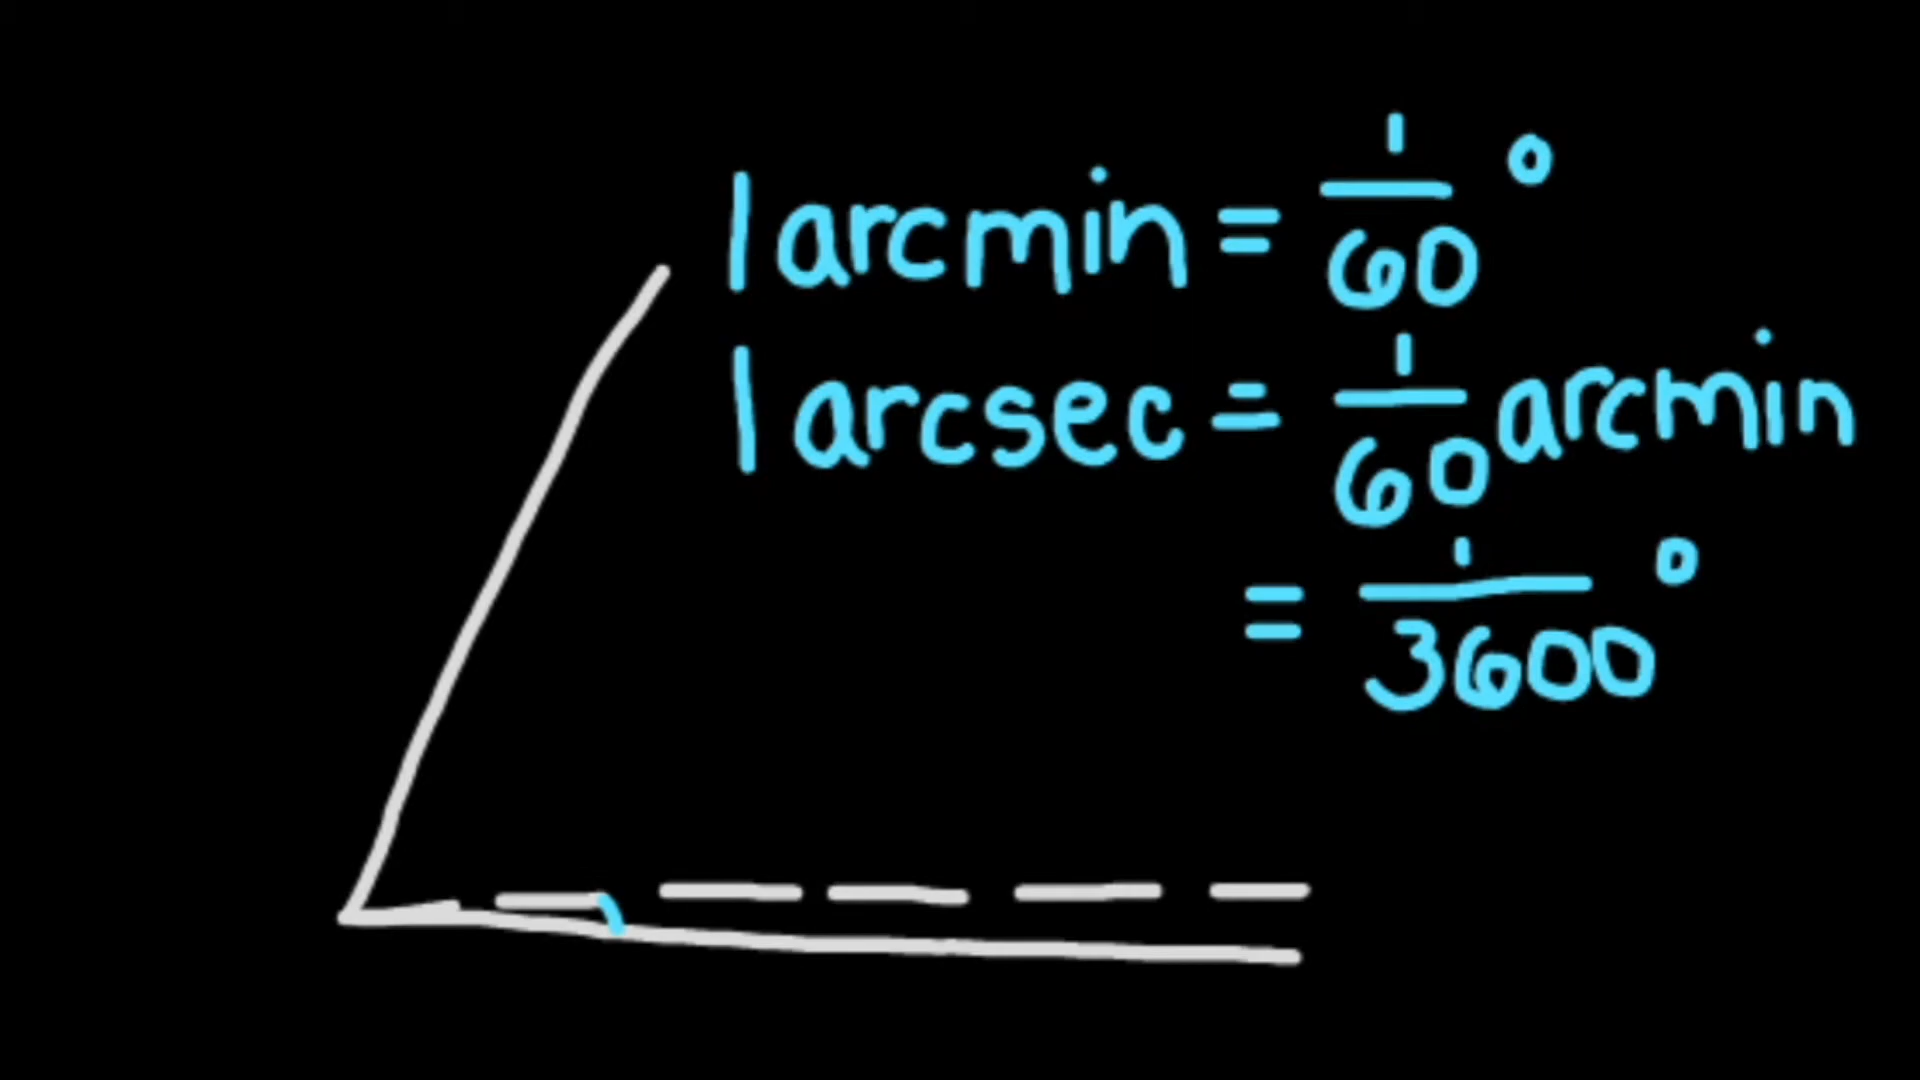 1 arcmin = 1/60 °
1 arcsec = 1/60 arcmin
= 1/3600 °